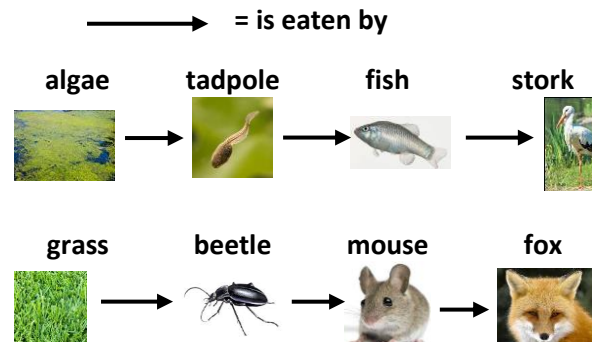 = is eaten by
algae tadpole fish stork
grass beetle mouse fox